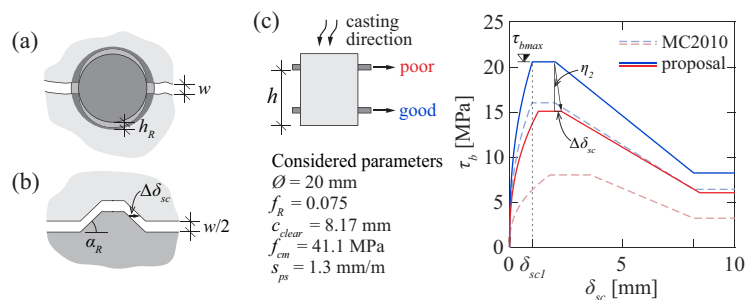 (a)
w
h_R
(b)
Δδ_sc
w/2
α_R
(c)
casting
direction
h
poor
good
Considered parameters
Ø = 20 mm
f_R = 0.075
c_clear = 8.17 mm
f_cm = 41.1 MPa
s_ps = 1.3 mm/m
τ_bmax
η_2
Δδ_sc
MC2010
proposal
τ_b [MPa]
25
20
15
10
5
0
0 δ_sc1 5 10
δ_sc [mm]